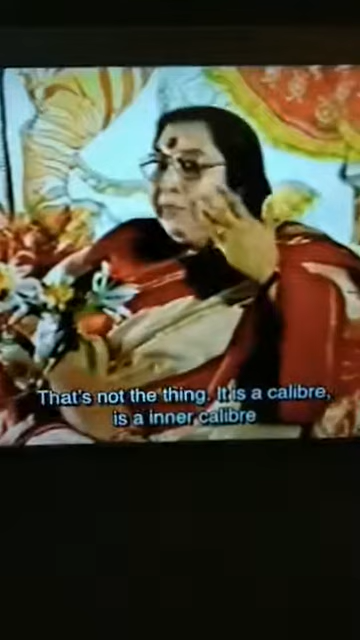 That's not the thing. It is a calibre,
is a inner calibre